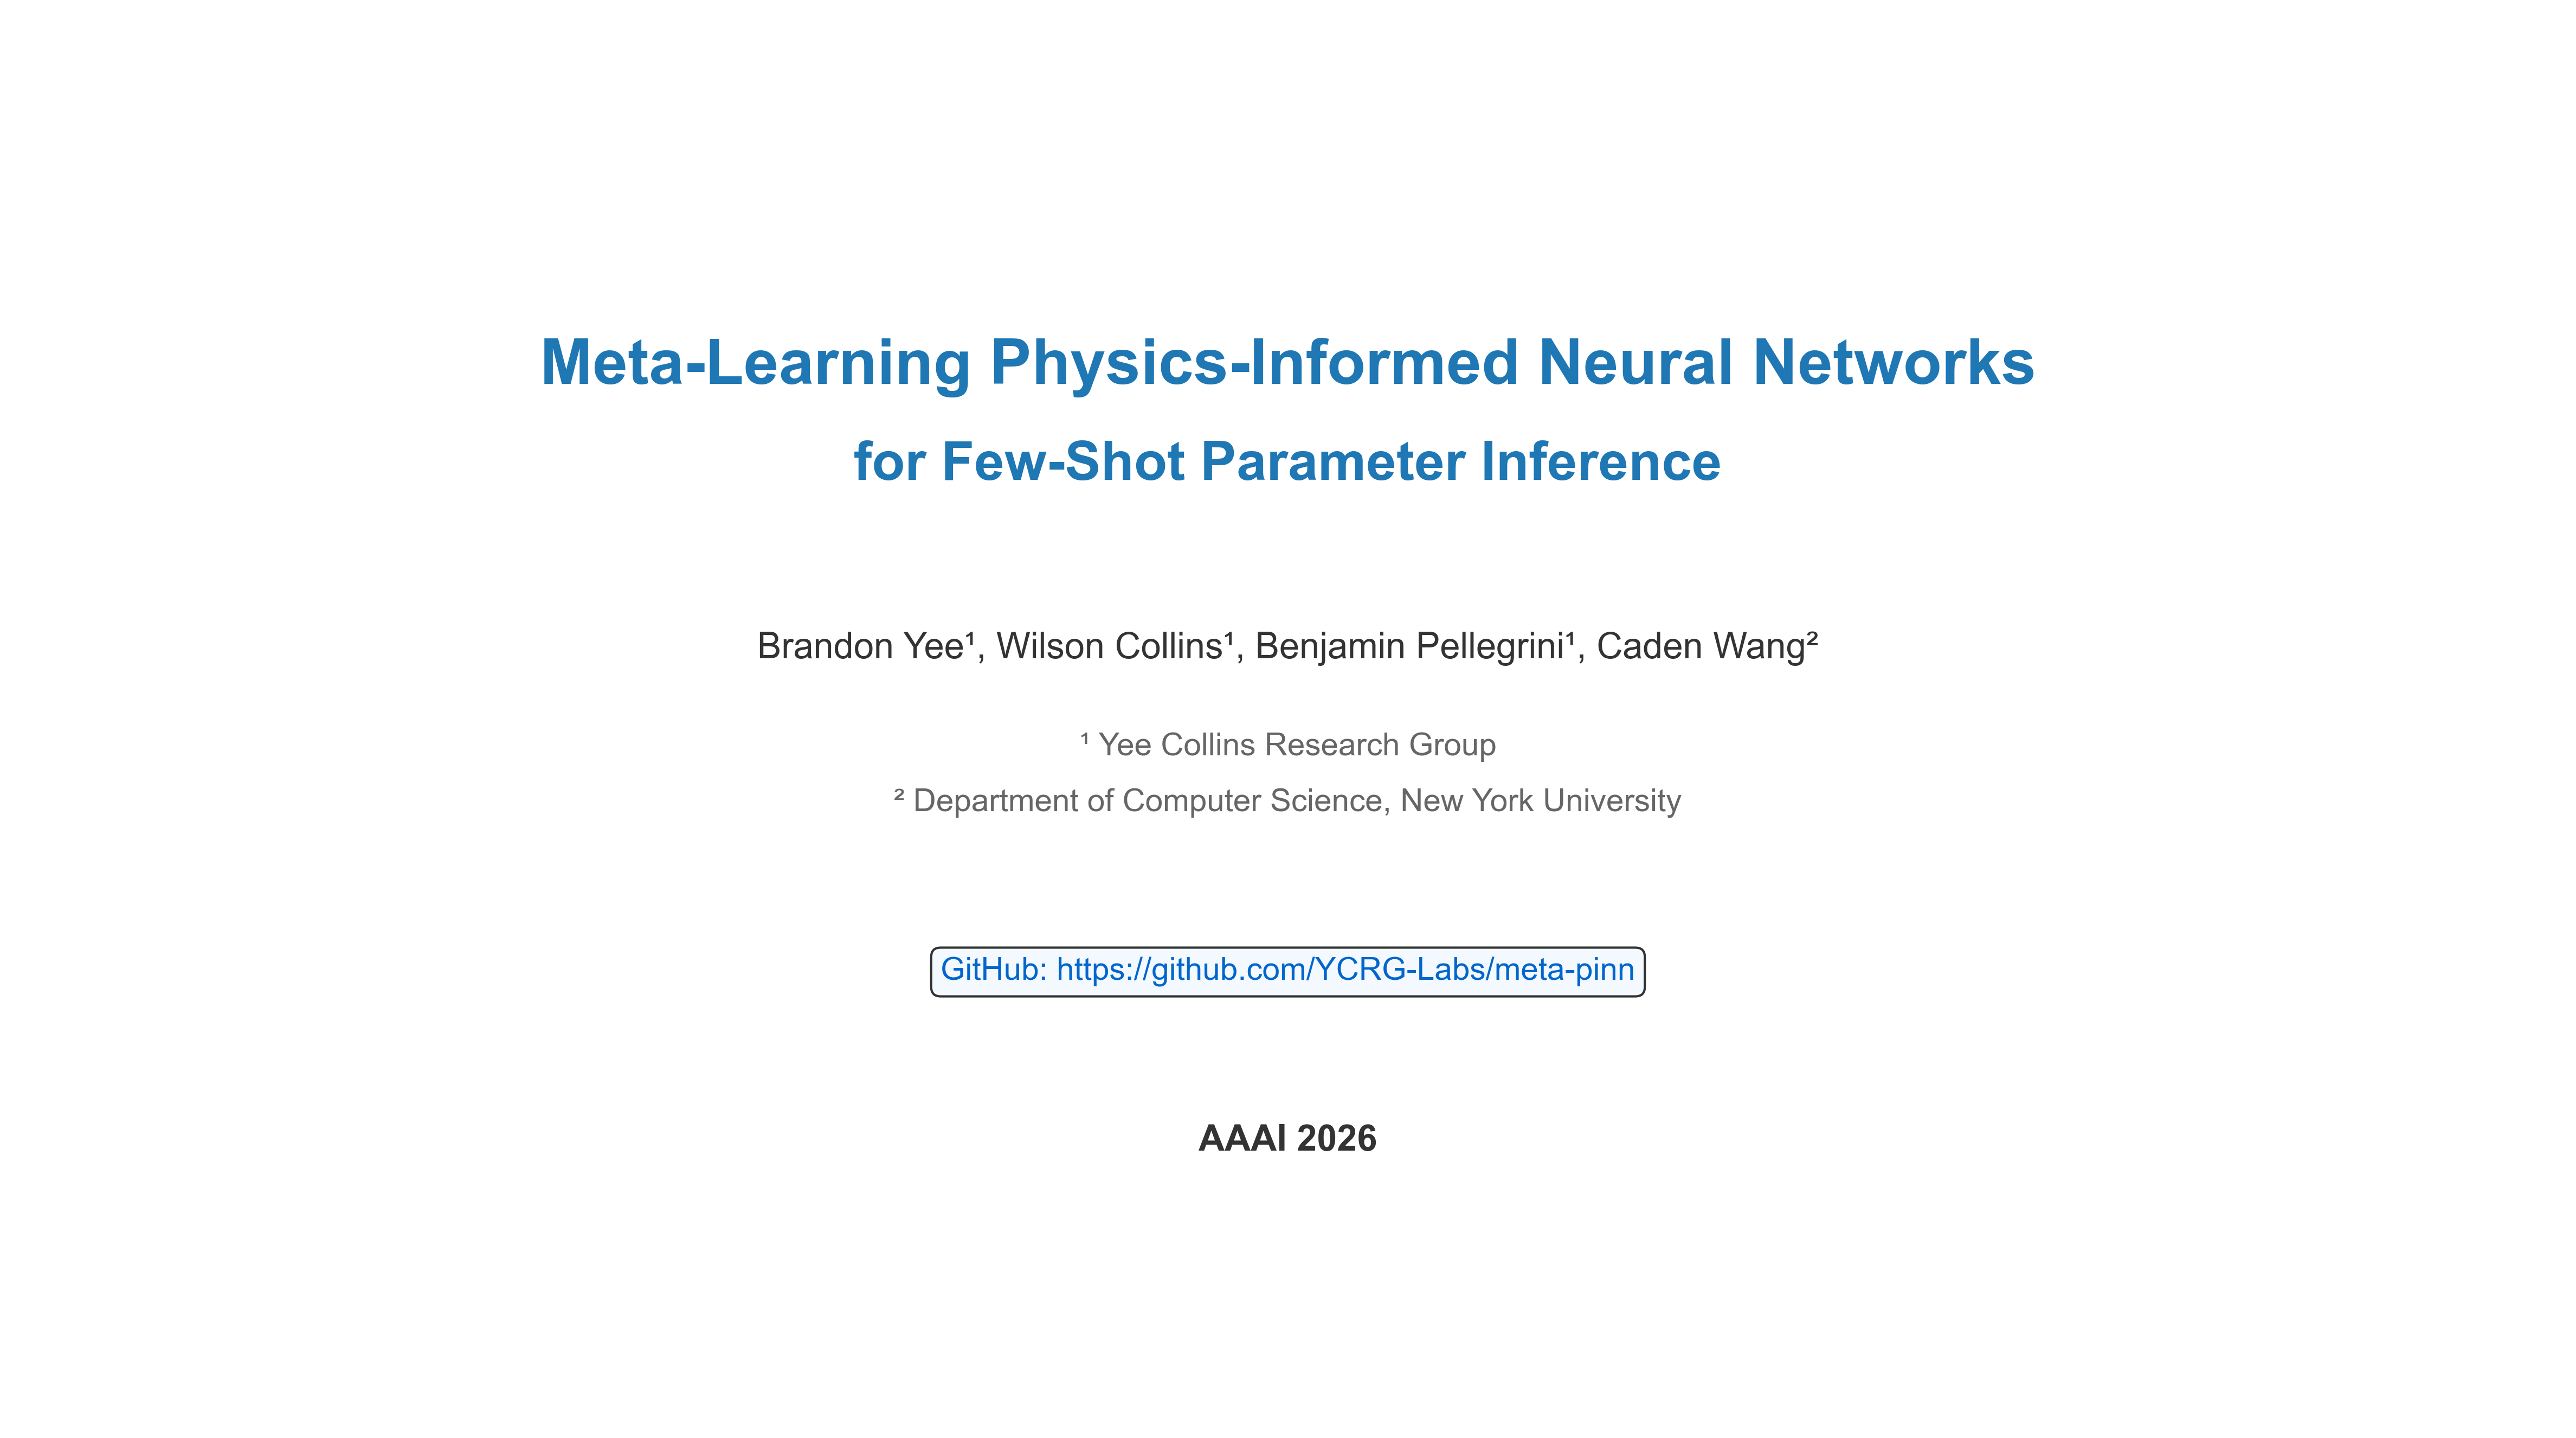 Meta-Learning Physics-Informed Neural Networks
for Few-Shot Parameter Inference
Brandon Yee¹, Wilson Collins¹, Benjamin Pellegrini¹, Caden Wang²
¹ Yee Collins Research Group
² Department of Computer Science, New York University
GitHub: https://github.com/YCRG-Labs/meta-pinn
AAAI 2026